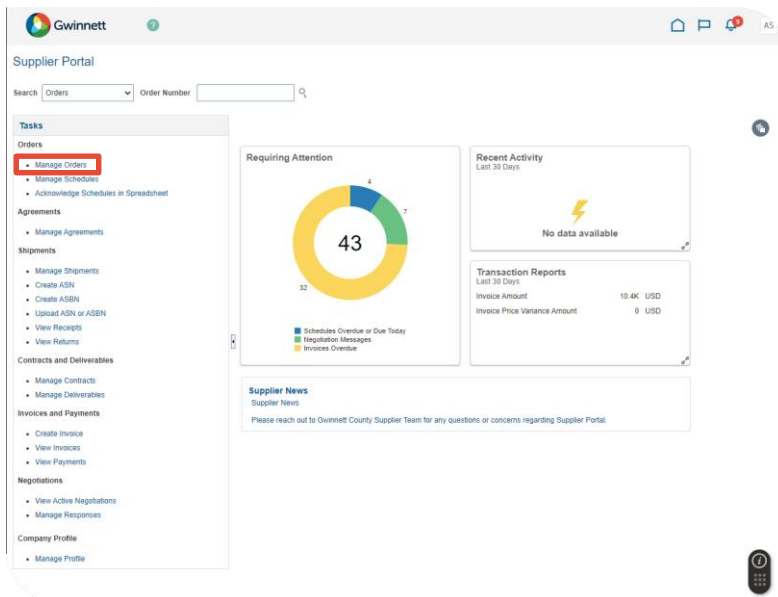 Gwinnett
?
9
AS
Supplier Portal
Search Orders Order Number
Tasks
Orders
Manage Orders
Manage Schedules
Acknowledge Schedules in Spreadsheet
Agreements
Manage Agreements
Shipments
Manage Shipments
Create ASN
Create ASBN
Upload ASN or ASBN
View Receipts
View Returns
Contracts and Deliverables
Manage Contracts
Manage Deliverables
Invoices and Payments
Create Invoice
View Invoices
View Payments
Negotiations
View Active Negotiations
Manage Responses
Company Profile
Manage Profile
Requiring Attention
4
7
43
32
Schedules Overdue or Due Today
Negotiation Messages
Invoices Overdue
Recent Activity
Last 30 Days
No data available
Transaction Reports
Last 30 Days
Invoice Amount 10.4K USD
Invoice Price Variance Amount 0 USD
Supplier News
Supplier News
Please reach out to Gwinnett County Supplier Team for any questions or concerns regarding Supplier Portal.
i